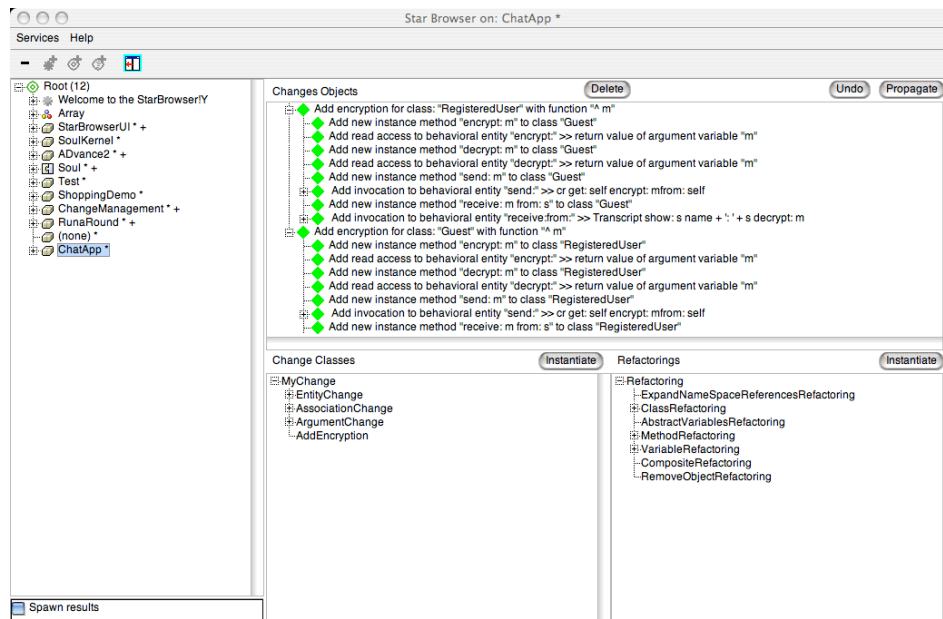 Star Browser on: ChatApp *
Services Help
Root (12)
Welcome to the StarBrowser!Y
Array
StarBrowserUI * +
SoulKernel *
ADvance2 * +
Soul * +
Test *
ShoppingDemo *
ChangeManagement * +
RunaRound * +
(none) *
ChatApp *
Spawn results
Changes Objects
Delete
Undo
Propagate
Add encryption for class: "RegisteredUser" with function "^ m"
Add new instance method "encrypt: m" to class "Guest"
Add read access to behavioral entity "encrypt:" >> return value of argument variable "m"
Add new instance method "decrypt: m" to class "Guest"
Add read access to behavioral entity "decrypt:" >> return value of argument variable "m"
Add new instance method "send: m" to class "Guest"
Add invocation to behavioral entity "send:" >> cr get: self encrypt: mfrom: self
Add new instance method "receive: m from: s" to class "Guest"
Add invocation to behavioral entity "receive:from:" >> Transcript show: s name + ': ' + s decrypt: m
Add encryption for class: "Guest" with function "^ m"
Add new instance method "encrypt: m" to class "RegisteredUser"
Add read access to behavioral entity "encrypt:" >> return value of argument variable "m"
Add new instance method "decrypt: m" to class "RegisteredUser"
Add read access to behavioral entity "decrypt:" >> return value of argument variable "m"
Add new instance method "send: m" to class "RegisteredUser"
Add invocation to behavioral entity "send:" >> cr get: self encrypt: mfrom: self
Add new instance method "receive: m from: s" to class "RegisteredUser"
Change Classes
Instantiate
MyChange
EntityChange
AssociationChange
ArgumentChange
AddEncryption
Refactorings
Instantiate
Refactoring
ExpandNameSpaceReferencesRefactoring
ClassRefactoring
AbstractVariablesRefactoring
MethodRefactoring
VariableRefactoring
CompositeRefactoring
RemoveObjectRefactoring